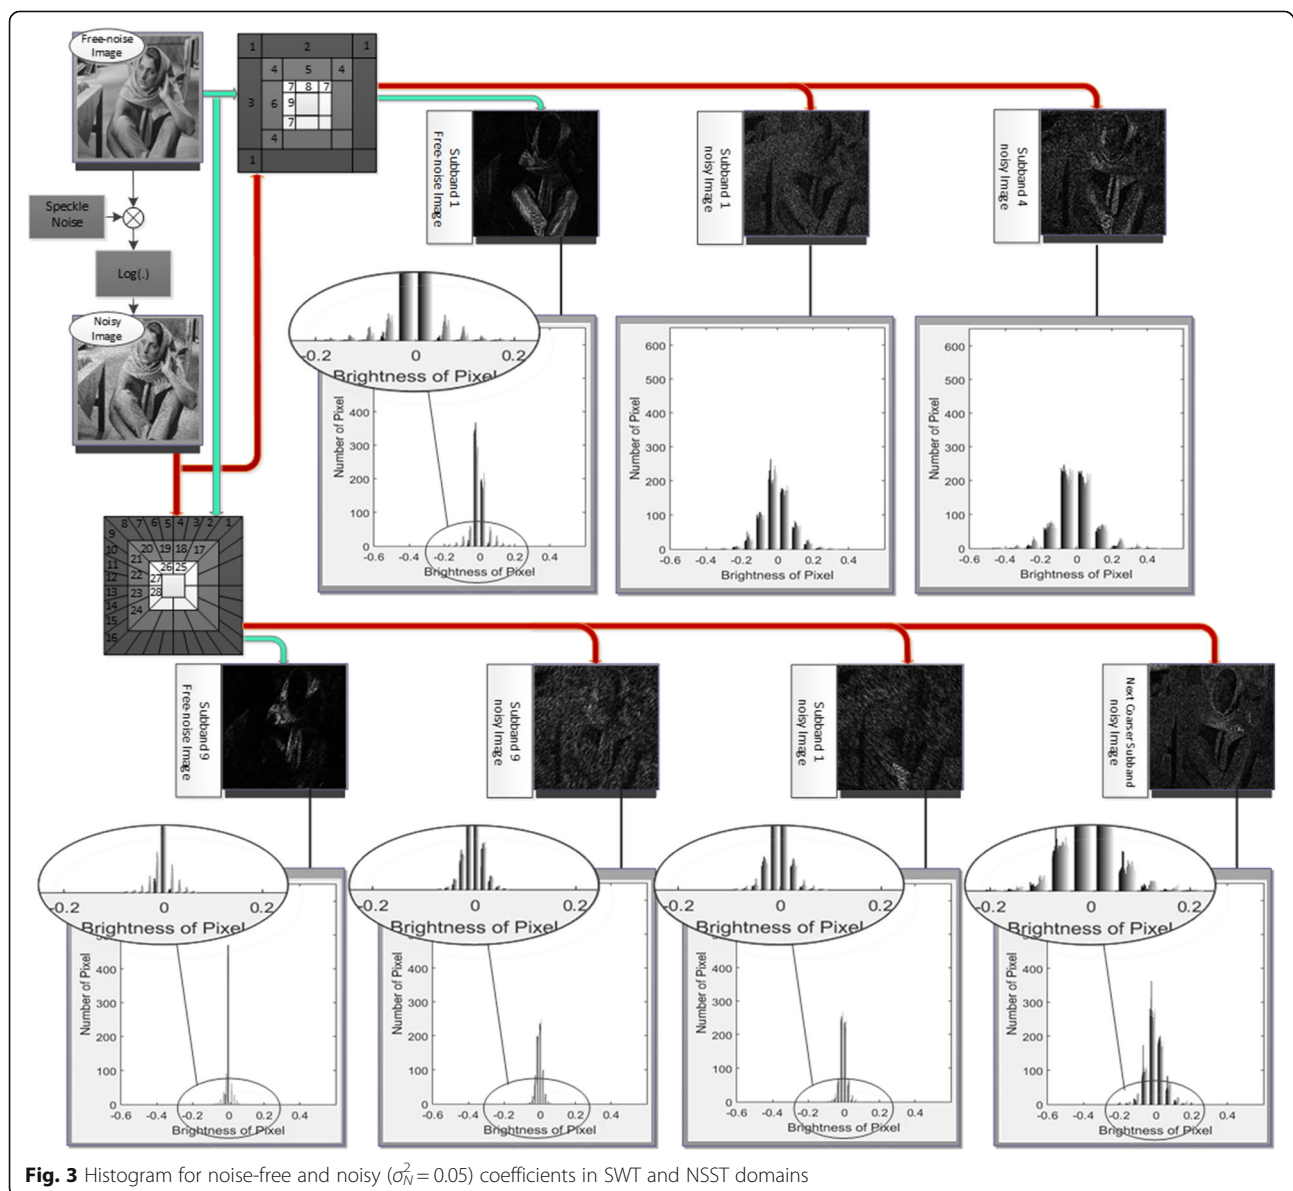 Free-noise
Image
Speckle
Noise
Log(.)
Noisy
Image
1 2 1
4 5 4
7 8 7
3 6 9
7
4
1
Subband 1
Free-noise Image
Subband 1
noisy Image
Subband 4
noisy Image
-0.2 0 0.2
Brightness of Pixel
400
300
200
100
0
Number of Pixel
-0.6 -0.4 -0.2 0 0.2 0.4
Brightness of Pixel
600
500
400
300
200
100
0
Number of Pixel
-0.6 -0.4 -0.2 0 0.2 0.4
Brightness of Pixel
600
500
400
300
200
100
0
Number of Pixel
-0.6 -0.4 -0.2 0 0.2 0.4
Brightness of Pixel
8 7 6 5 4 3 2 1
9
10 20 19 18 17
11 21 26 25
12 22 27
13 23 28
14 24
15
16
Subband 9
Free-noise Image
Subband 9
noisy Image
Subband 1
noisy Image
Next Coarser Subband
noisy Image
-0.2 0 0.2
Brightness of Pixel
400
300
200
100
0
Number of Pixel
-0.6 -0.4 -0.2 0 0.2 0.4
Brightness of Pixel
-0.2 0 0.2
Brightness of Pixel
400
300
200
100
0
Number of Pixel
-0.6 -0.4 -0.2 0 0.2 0.4
Brightness of Pixel
-0.2 0 0.2
Brightness of Pixel
400
300
200
100
0
Number of Pixel
-0.6 -0.4 -0.2 0 0.2 0.4
Brightness of Pixel
-0.2 0 0.2
Brightness of Pixel
400
300
200
100
0
Number of Pixel
-0.6 -0.4 -0.2 0 0.2 0.4
Brightness of Pixel
Fig. 3 Histogram for noise-free and noisy (σ²_N = 0.05) coefficients in SWT and NSST domains